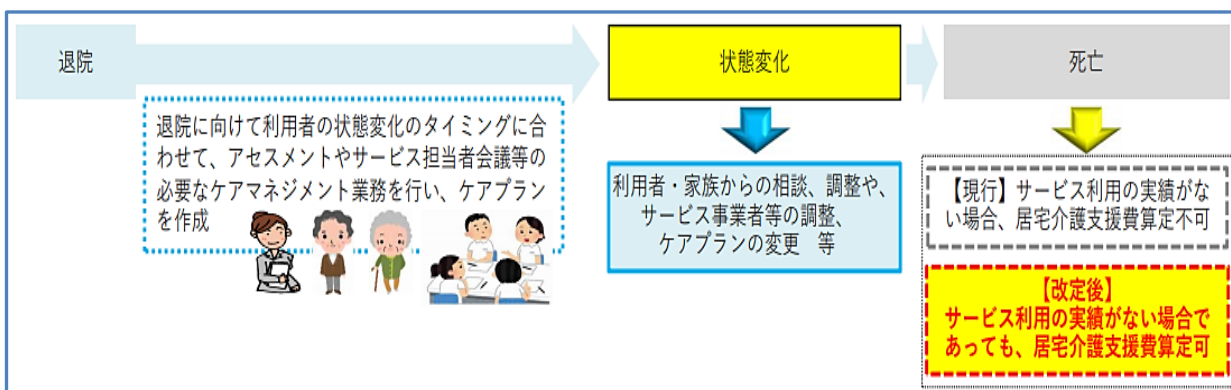 退院
状態変化
死亡
退院に向けて利用者の状態変化のタイミングに合
わせて、アセスメントやサービス担当者会議等の
必要なケアマネジメント業務を行い、ケアプラン
を作成
利用者・家族からの相談、調整や、
サービス事業者等の調整、
ケアプランの変更 等
【現行】サービス利用の実績がな
い場合、居宅介護支援費算定不可
【改定後】
サービス利用の実績がない場合で
あっても、居宅介護支援費算定可